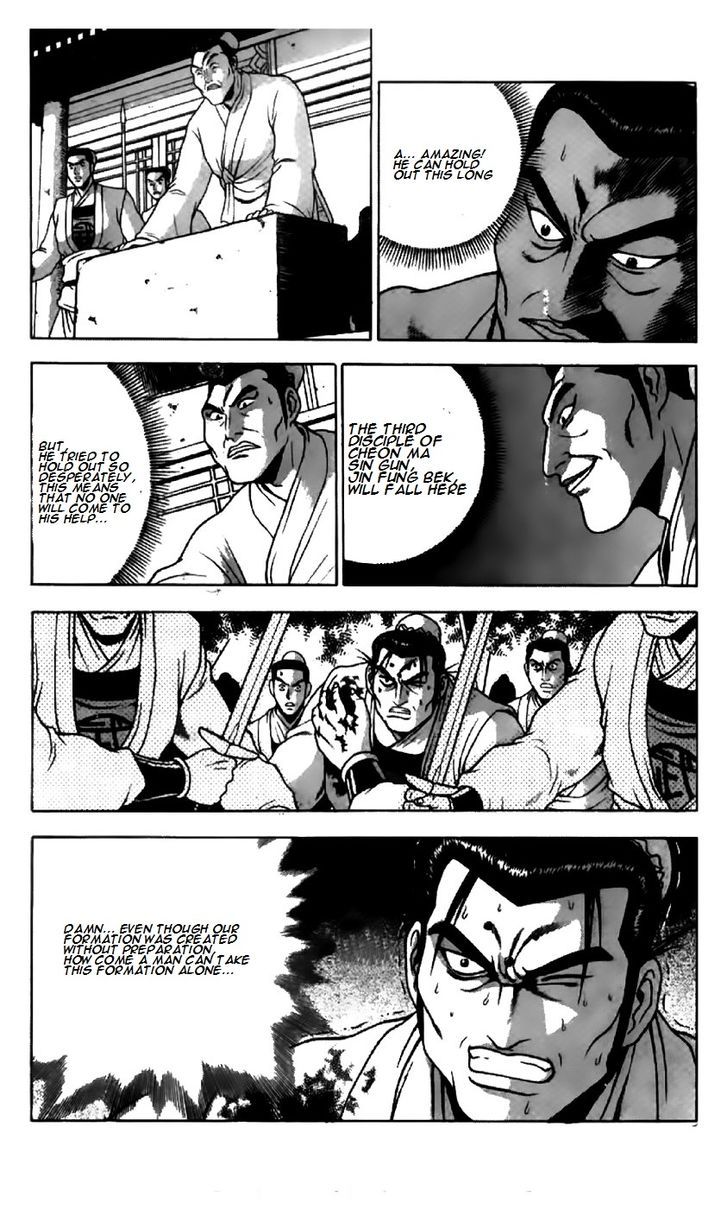 A... AMAZING!
HE CAN HOLD
OUT THIS LONG
BUT,
HE TRIED TO
HOLD OUT SO
DESPERATELY,
THIS MEANS
THAT NO ONE
WILL COME TO
HIS HELP...
THE THIRD
DISCIPLE OF
CHEON MA
SIN GUN,
JIN FUNG BEK,
WILL FALL HERE
DAMN... EVEN THOUGH OUR
FORMATION WAS CREATED
WITHOUT PREPARATION,
HOW COME A MAN CAN TAKE
THIS FORMATION ALONE...